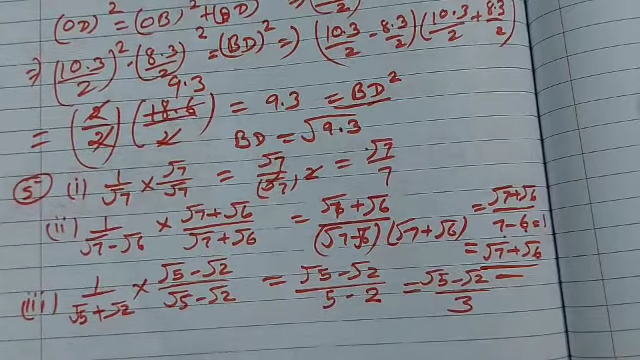 (OD)² = (OB)² + (BD)² ⇒
⇒ (10.3/2)² - (8.3/2)² = (BD)² ⇒ (10.3/2 - 8.3/2)(10.3/2 + 8.3/2)
9.3
= (2/2)(18.6/2) = 9.3 = BD²
BD = √9.3
5 (i) 1/√7 × √7/√7 = √7/(√7)² = √7/7
(ii) 1/√7-√6 × √7+√6/√7+√6 = √7+√6/(√7-√6)(√7+√6) = √7+√6/7-6=1
= √7+√6
(iii) 1/√5+√2 × √5-√2/√5-√2 = √5-√2/5-2 = √5-√2/3